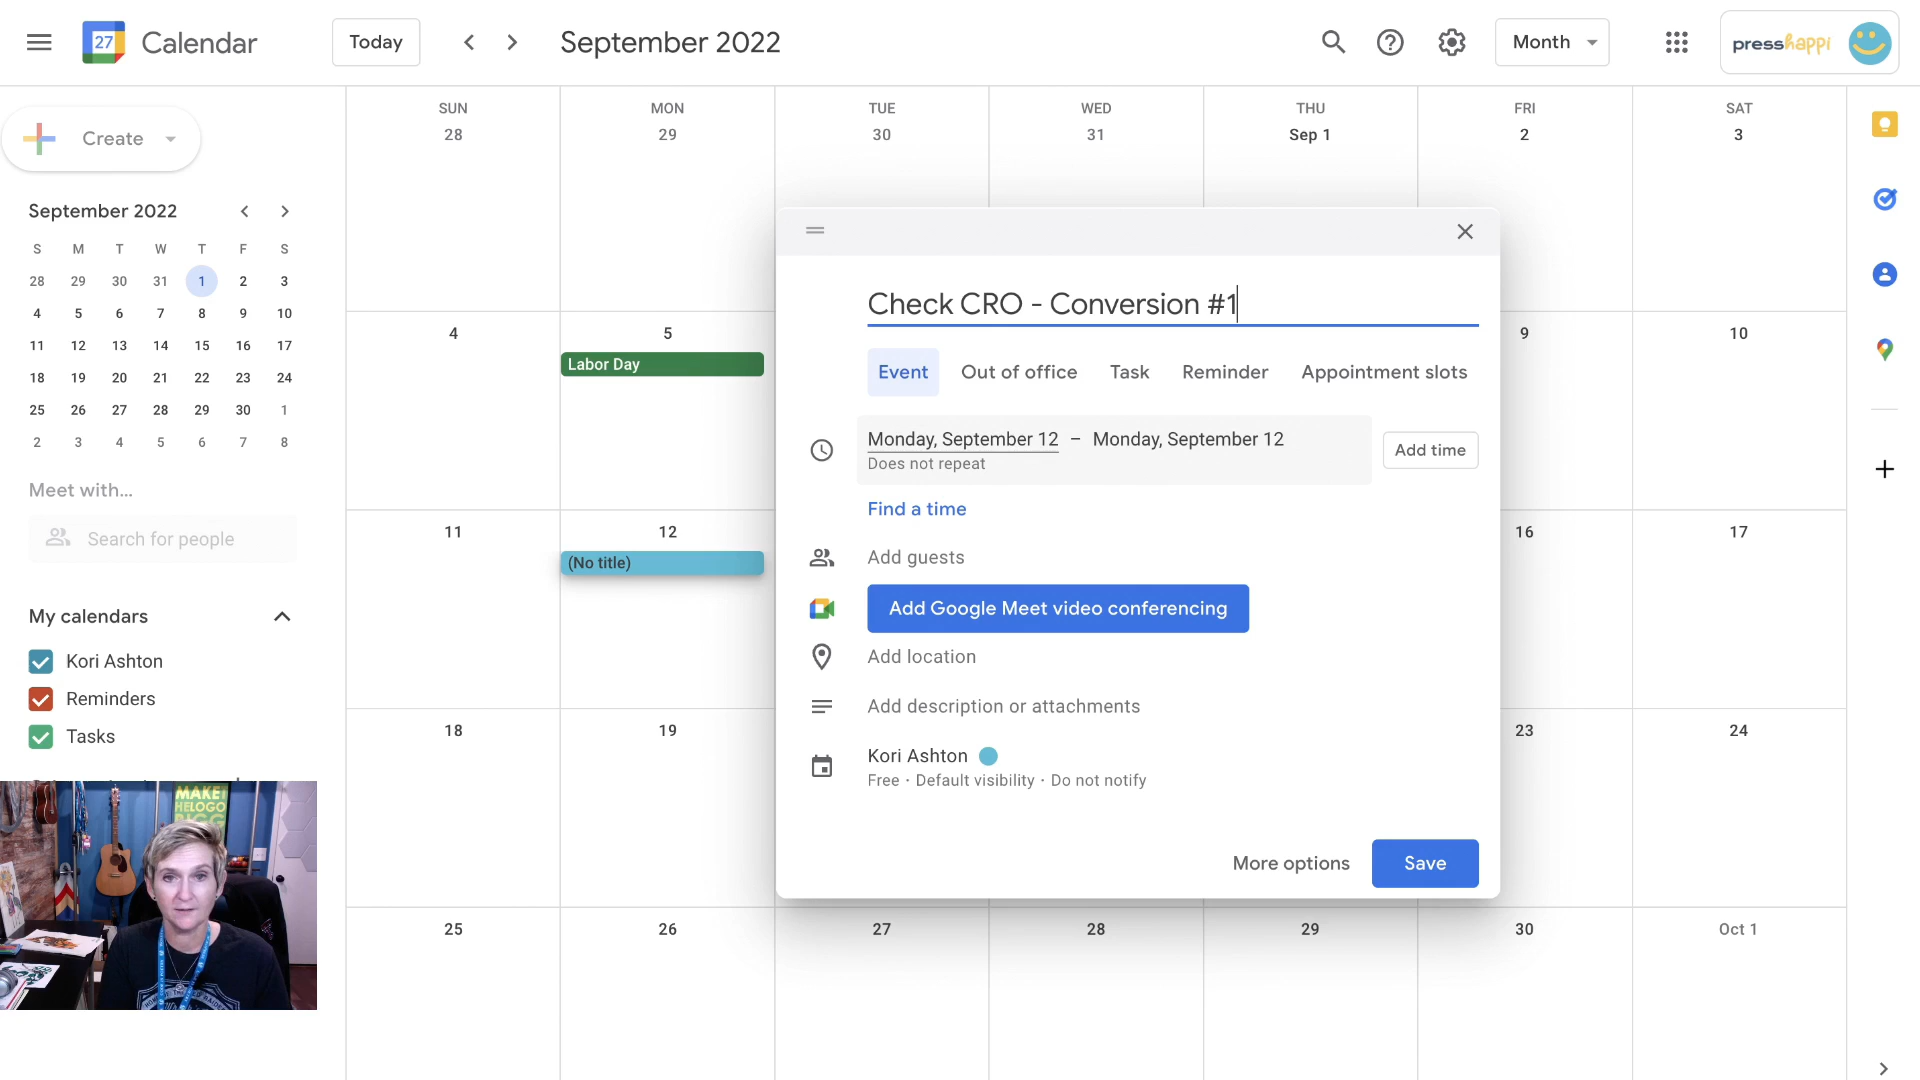 27 Calendar
Today
September 2022
Month
presshappi
Create
September 2022
S M T W T F S
28 29 30 31 1 2 3
4 5 6 7 8 9 10
11 12 13 14 15 16 17
18 19 20 21 22 23 24
25 26 27 28 29 30 1
2 3 4 5 6 7 8
Meet with...
Search for people
My calendars
Kori Ashton
Reminders
Tasks
MAKE
THE LOGO
BIGG
SUN MON TUE WED THU FRI SAT
28 29 30 31 Sep 1 2 3
4 5 9 10
Labor Day
11 12 16 17
(No title)
18 19 23 24
25 26 27 28 29 30 Oct 1
Check CRO - Conversion #1
Event Out of office Task Reminder Appointment slots
Monday, September 12 – Monday, September 12
Does not repeat
Add time
Find a time
Add guests
Add Google Meet video conferencing
Add location
Add description or attachments
Kori Ashton
Free · Default visibility · Do not notify
More options
Save